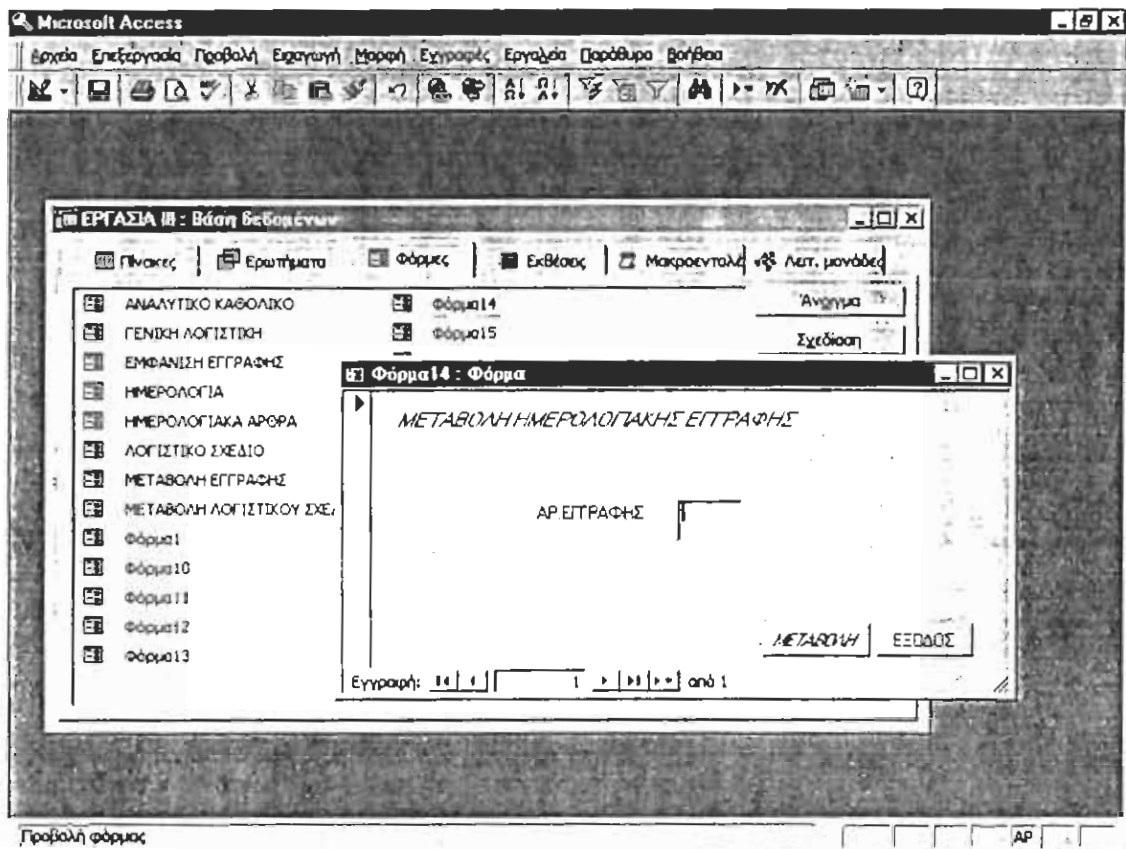 Microsoft Access
Αρχείο Επεξεργασία Προβολή Εισαγωγή Μορφή Εγγραφές Εργαλεία Παράθυρο Βοήθεια
ΕΡΓΑΣΙΑ ΙΙΙ : Βάση δεδομένων
Πίνακες Ερωτήματα Φόρμες Εκθέσεις Μακροεντολέ Λειτ. μονάδες
ΑΝΑΛΥΤΙΚΟ ΚΑΘΟΛΙΚΟ Φόρμα14 Άνοιγμα
ΓΕΝΙΚΗ ΛΟΓΙΣΤΙΚΗ Φόρμα15 Σχεδίαση
ΕΜΦΑΝΙΣΗ ΕΓΓΡΑΦΗΣ
Φόρμα14 : Φόρμα
ΗΜΕΡΟΛΟΓΙΑ
ΗΜΕΡΟΛΟΓΙΑΚΑ ΑΡΘΡΑ
ΜΕΤΑΒΟΛΗ ΗΜΕΡΟΛΟΓΙΑΚΗΣ ΕΓΓΡΑΦΗΣ
ΛΟΓΙΣΤΙΚΟ ΣΧΕΔΙΟ
ΜΕΤΑΒΟΛΗ ΕΓΓΡΑΦΗΣ
ΜΕΤΑΒΟΛΗ ΛΟΓΙΣΤΙΚΟΥ ΣΧΕΔ
ΑΡ.ΕΓΓΡΑΦΗΣ
Φόρμα1
Φόρμα10
Φόρμα11
Φόρμα12
Φόρμα13
ΜΕΤΑΒΟΛΗ ΕΞΟΔΟΣ
Εγγραφή: 1 από 1
Προβολή φόρμας
AP